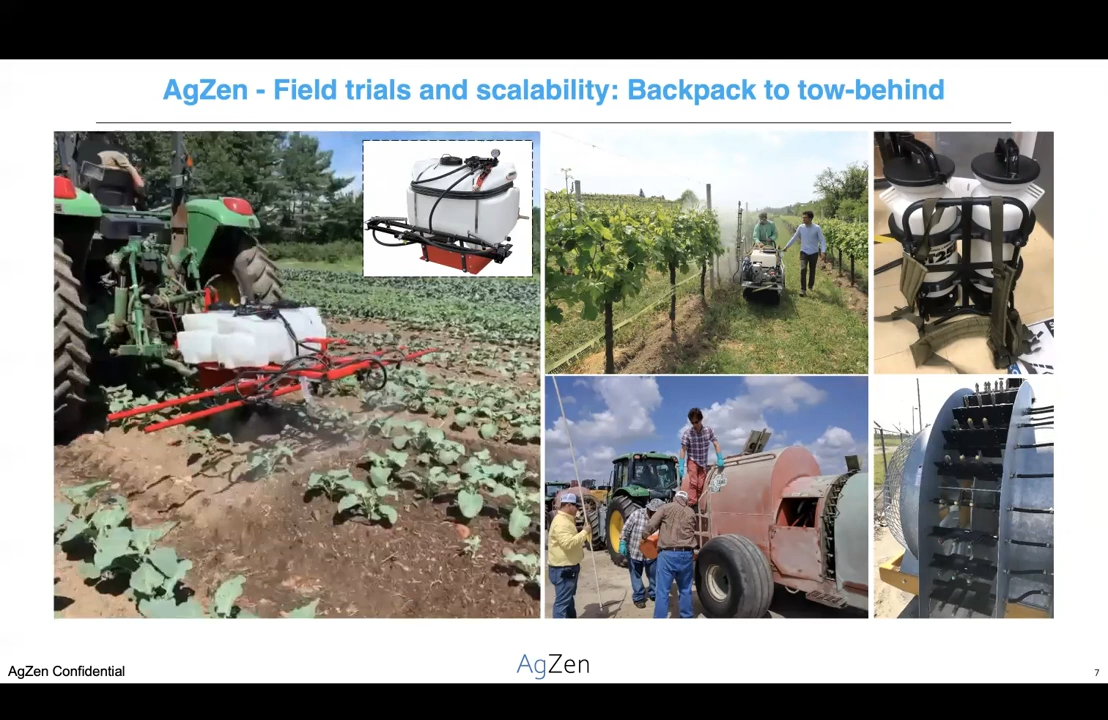 AgZen - Field trials and scalability: Backpack to tow-behind
AgZen Confidential
AgZen
7